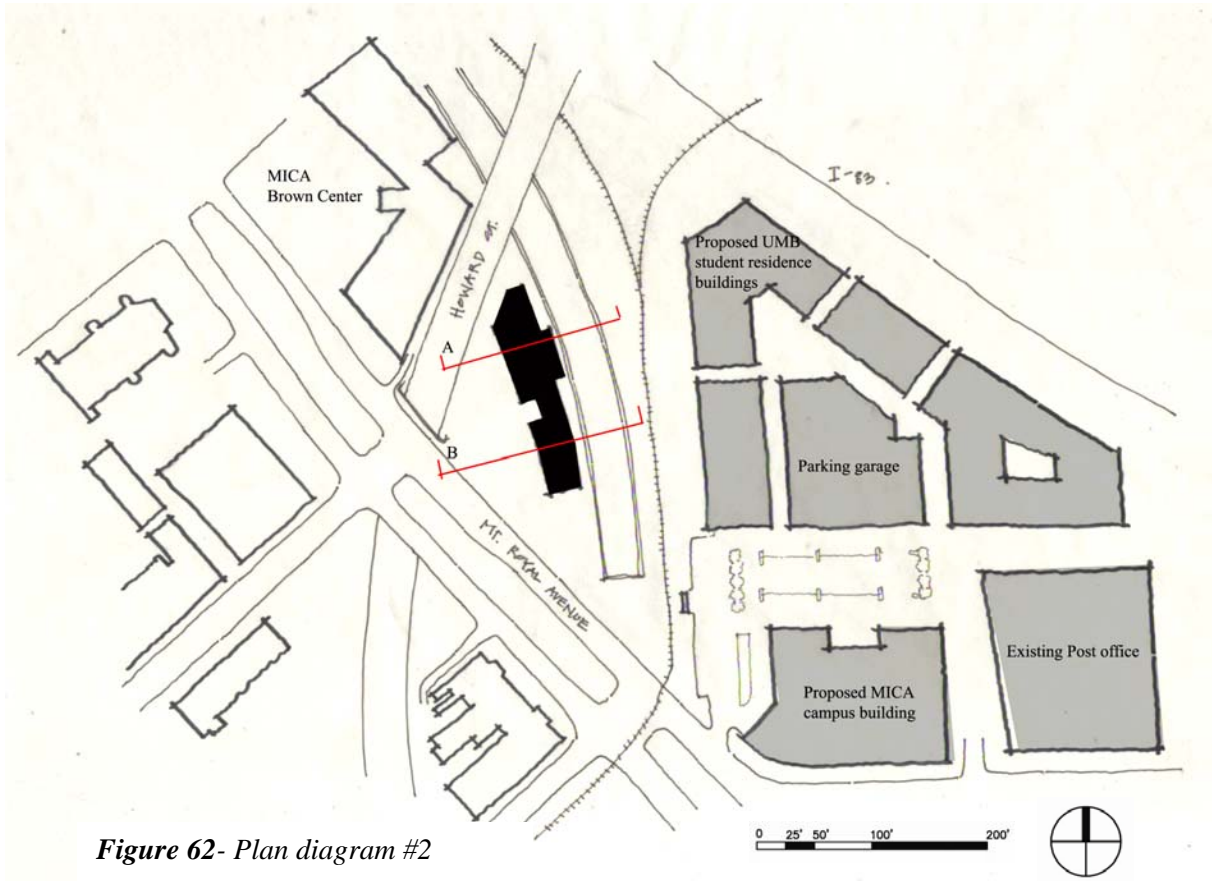 I-83.
MICA
Brown Center
HOWARD ST.
Proposed UMB
student residence
buildings
A
B
Parking garage
MT. ROYAL AVENUE
Existing Post office
Proposed MICA
campus building
0 25' 50' 100' 200'
Figure 62- Plan diagram #2